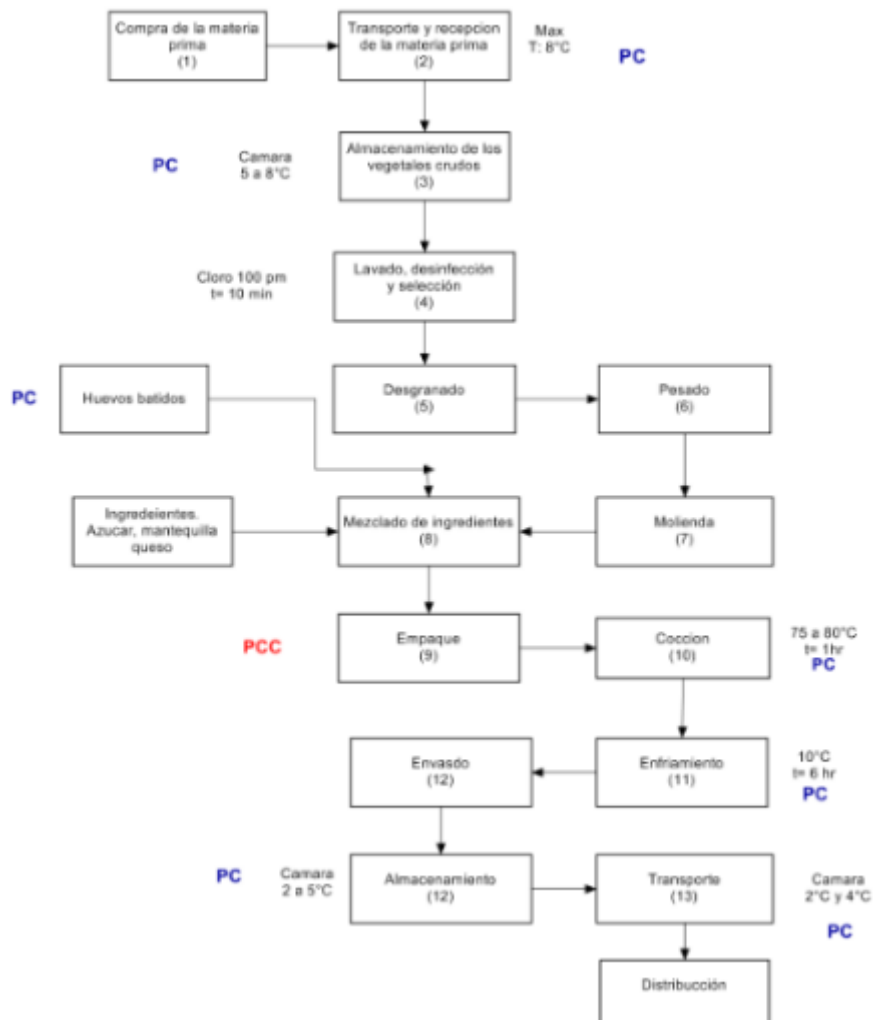 Compra de la materia
prima
(1)
Transporte y recepcion
de la materia prima
(2)
Max
T: 8°C
PC
PC
Camara
5 a 8°C
Almacenamiento de los
vegetales crudos
(3)
Cloro 100 pm
t= 10 min
Lavado, desinfección
y selección
(4)
PC
Huevos batidos
Desgranado
(5)
Pesado
(6)
Ingredeientes.
Azucar, mantequilla
queso
Mezclado de ingredientes
(8)
Molienda
(7)
PCC
Empaque
(9)
Coccion
(10)
75 a 80°C
t= 1hr
PC
Envasdo
(12)
Enfriamiento
(11)
10°C
t= 6 hr
PC
PC
Camara
2 a 5°C
Almacenamiento
(12)
Transporte
(13)
Camara
2°C y 4°C
PC
Distribucción